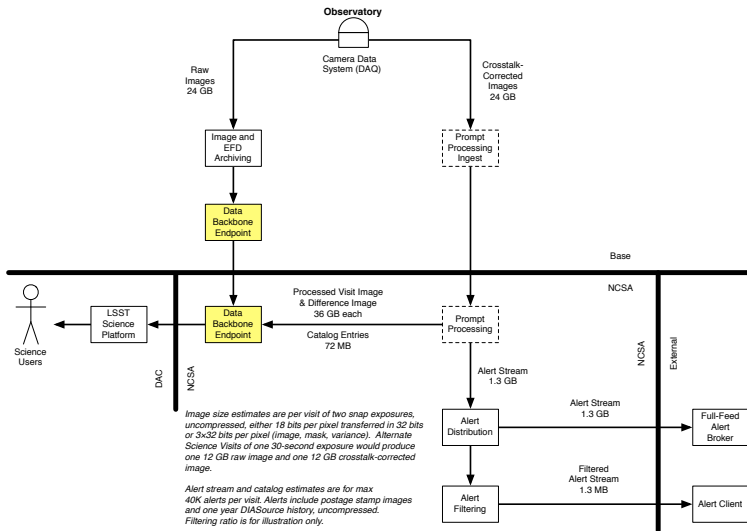 Observatory
Camera Data
System (DAQ)
Raw
Images
24 GB
Crosstalk-
Corrected
Images
24 GB
Image and
EFD
Archiving
Prompt
Processing
Ingest
Data
Backbone
Endpoint
Base
NCSA
Science
Users
LSST
Science
Platform
DAC
NCSA
Data
Backbone
Endpoint
Processed Visit Image
& Difference Image
36 GB each
Catalog Entries
72 MB
Prompt
Processing
NCSA
External
Alert Stream
1.3 GB
Alert
Distribution
Alert Stream
1.3 GB
Full-Feed
Alert
Broker
Alert
Filtering
Filtered
Alert Stream
1.3 MB
Alert Client
Image size estimates are per visit of two snap exposures,
uncompressed, either 18 bits per pixel transferred in 32 bits
or 3x32 bits per pixel (image, mask, variance). Alternate
Science Visits of one 30-second exposure would produce
one 12 GB raw image and one 12 GB crosstalk-corrected
image.
Alert stream and catalog estimates are for max
40K alerts per visit. Alerts include postage stamp images
and one year DIASource history, uncompressed.
Filtering ratio is for illustration only.